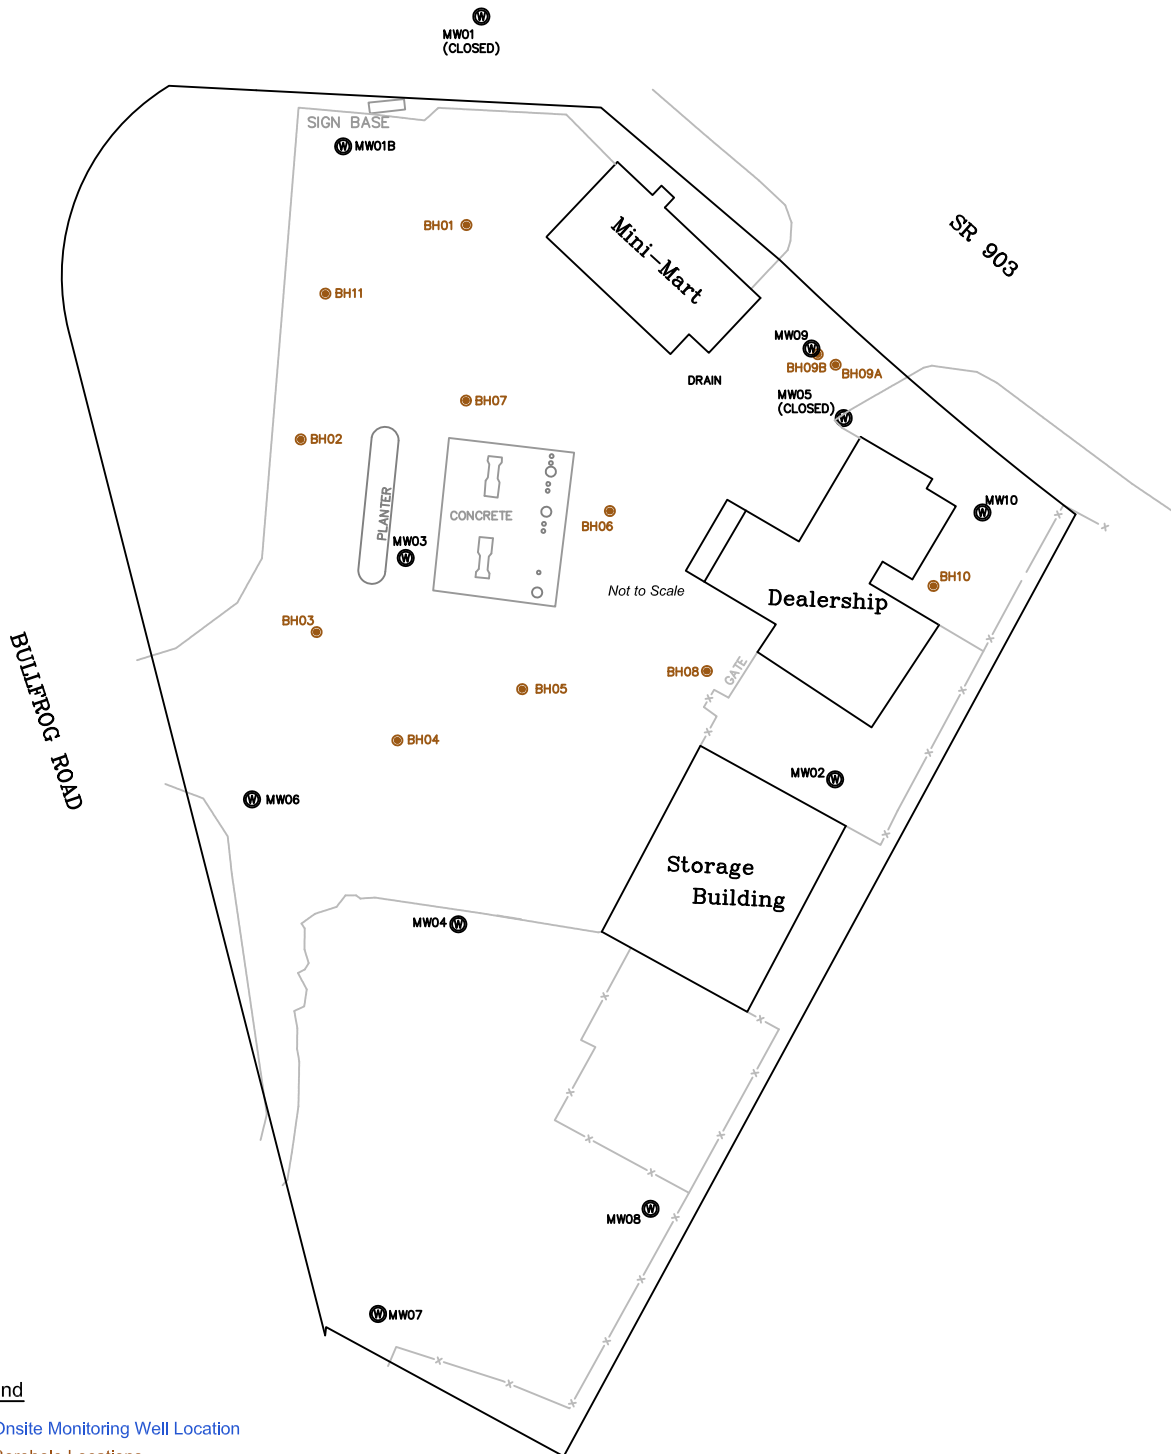 MW01
(CLOSED)
SIGN BASE
MW01B
BH01
Mini-Mart
SR 903
BH11
MW09
BH09B
BH09A
DRAIN
MW05
(CLOSED)
BH07
BH02
PLANTER
CONCRETE
MW10
BH06
MW03
Not to Scale
Dealership
BH10
BH03
BULLFROG ROAD
BH08
GATE
BH05
BH04
MW02
MW06
Storage
Building
MW04
MW08
MW07
nd
Onsite Monitoring Well Location